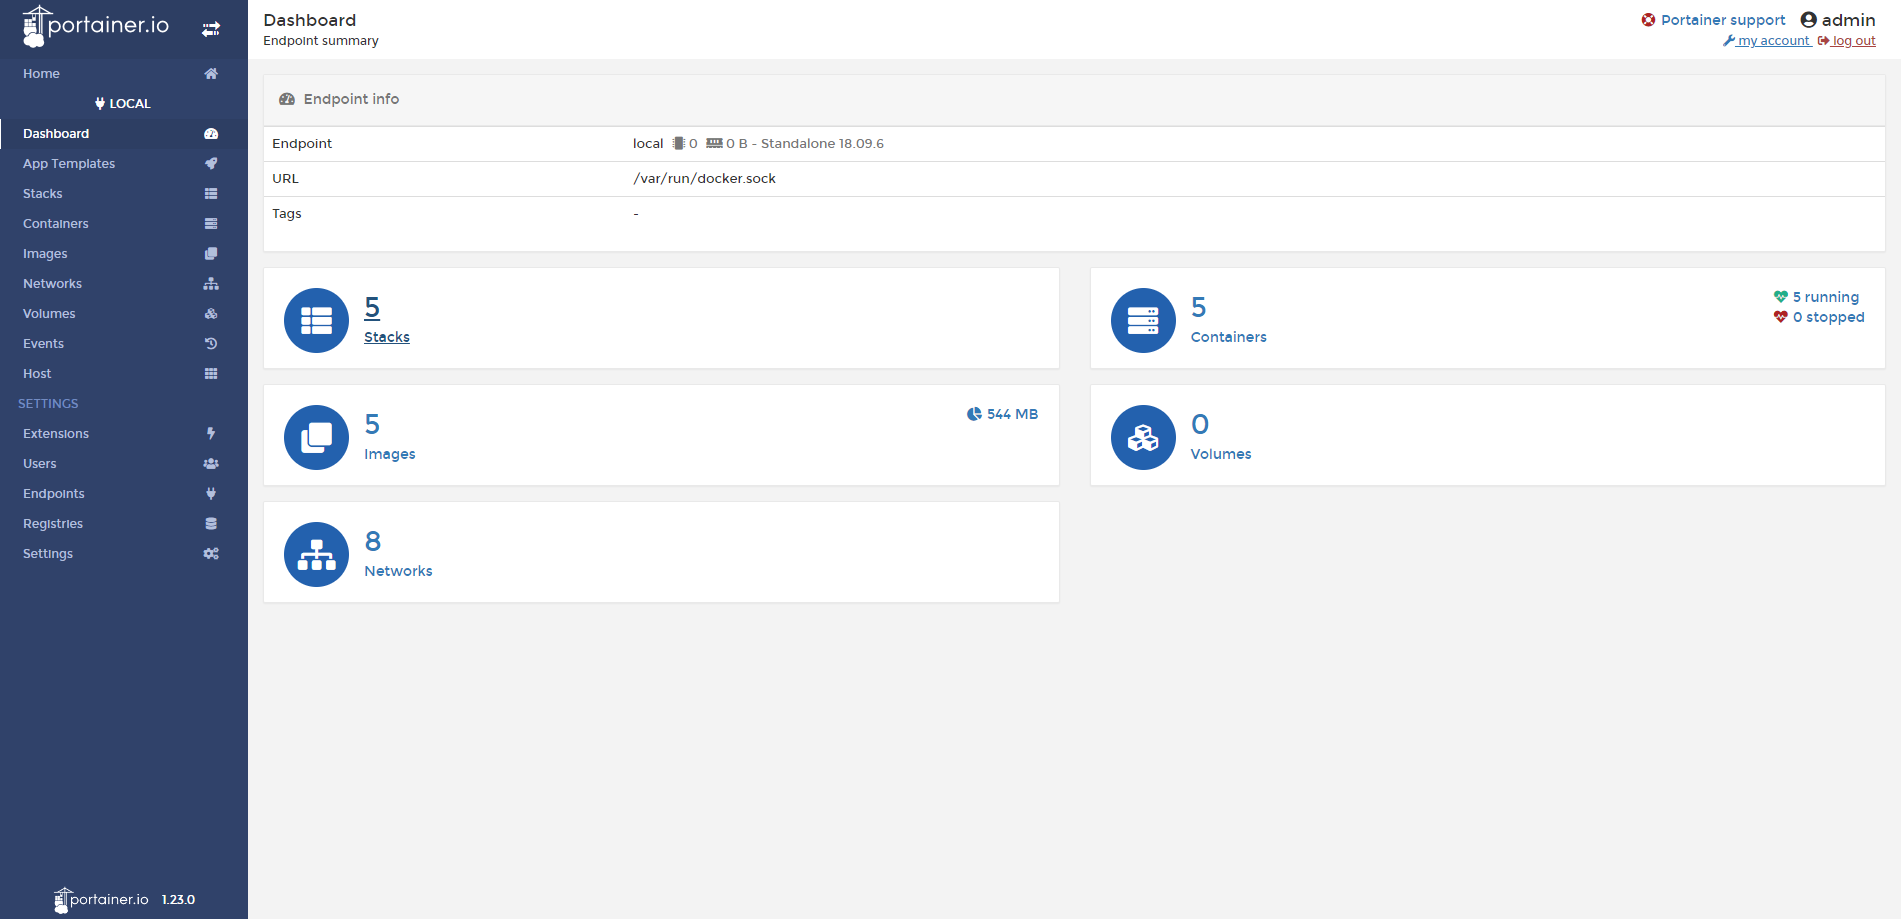 portainer.io
Home
LOCAL
Dashboard
App Templates
Stacks
Containers
Images
Networks
Volumes
Events
Host
SETTINGS
Extensions
Users
Endpoints
Registries
Settings
portainer.io 1.23.0
Dashboard
Endpoint summary
Portainer support admin
my account log out
Endpoint info
Endpoint local 0 0 B - Standalone 18.09.6
URL /var/run/docker.sock
Tags -
5
Stacks
5
Containers
5 running
0 stopped
5
Images
544 MB
0
Volumes
8
Networks